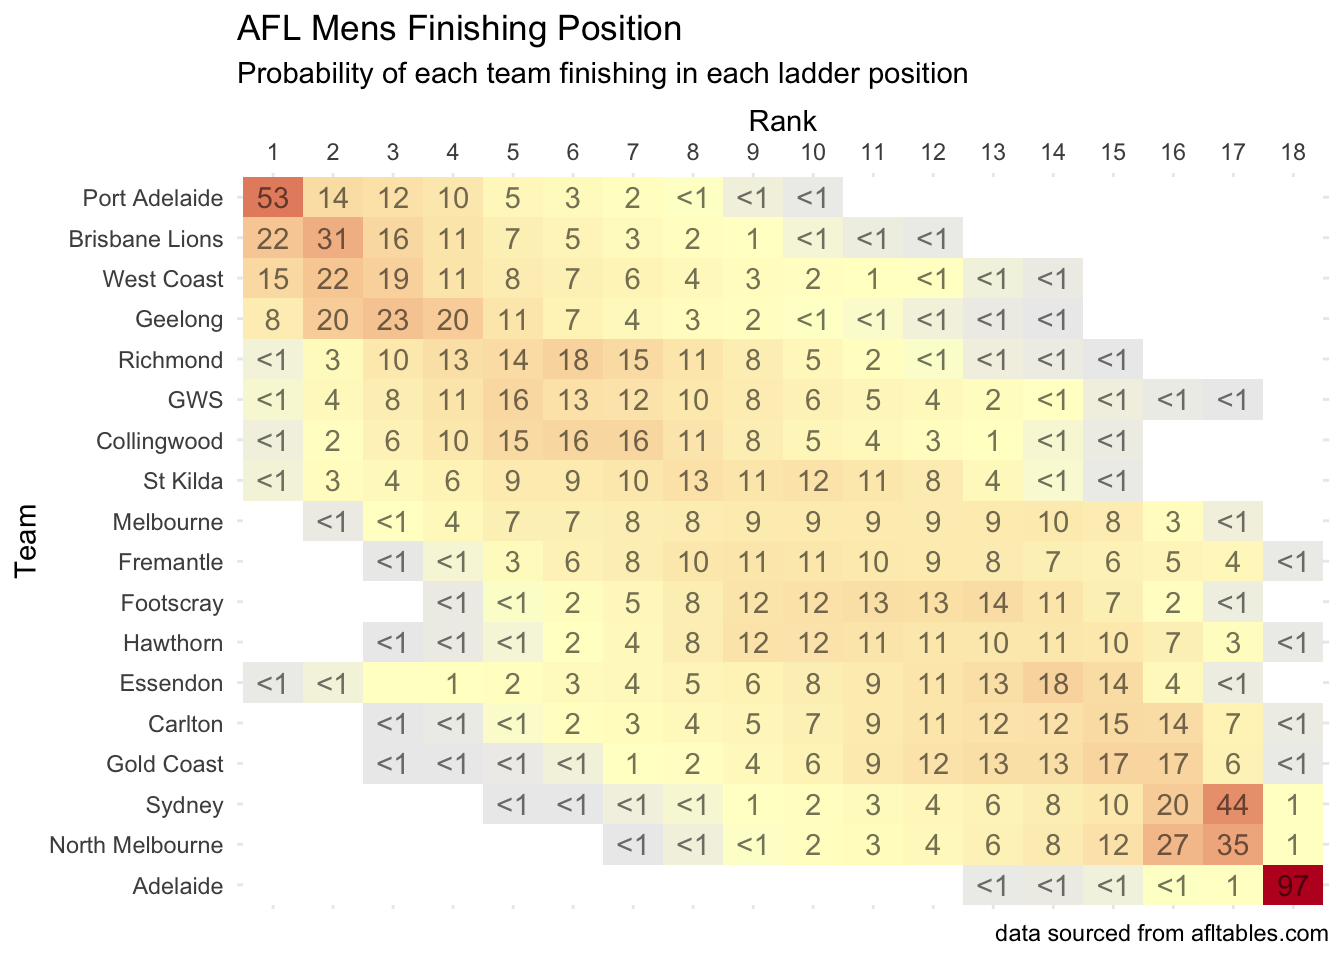 AFL Mens Finishing Position
Probability of each team finishing in each ladder position
Rank
1 2 3 4 5 6 7 8 9 10 11 12 13 14 15 16 17 18
Team
Port Adelaide 53 14 12 10 5 3 2 <1 <1 <1
Brisbane Lions 22 31 16 11 7 5 3 2 1 <1 <1 <1
West Coast 15 22 19 11 8 7 6 4 3 2 1 <1 <1 <1
Geelong 8 20 23 20 11 7 4 3 2 <1 <1 <1 <1 <1
Richmond <1 3 10 13 14 18 15 11 8 5 2 <1 <1 <1 <1
GWS <1 4 8 11 16 13 12 10 8 6 5 4 2 <1 <1 <1 <1
Collingwood <1 2 6 10 15 16 16 11 8 5 4 3 1 <1 <1
St Kilda <1 3 4 6 9 9 10 13 11 12 11 8 4 <1 <1
Melbourne <1 <1 4 7 7 8 8 9 9 9 9 9 10 8 3 <1
Fremantle <1 <1 3 6 8 10 11 11 10 9 8 7 6 5 4 <1
Footscray <1 <1 2 5 8 12 12 13 13 14 11 7 2 <1
Hawthorn <1 <1 <1 2 4 8 12 12 11 11 10 11 10 7 3 <1
Essendon <1 <1 1 2 3 4 5 6 8 9 11 13 18 14 4 <1
Carlton <1 <1 <1 2 3 4 5 7 9 11 12 12 15 14 7 <1
Gold Coast <1 <1 <1 <1 1 2 4 6 9 12 13 13 17 17 6 <1
Sydney <1 <1 <1 <1 1 2 3 4 6 8 10 20 44 1
North Melbourne <1 <1 <1 2 3 4 6 8 12 27 35 1
Adelaide <1 <1 <1 <1 1 97
data sourced from afltables.com